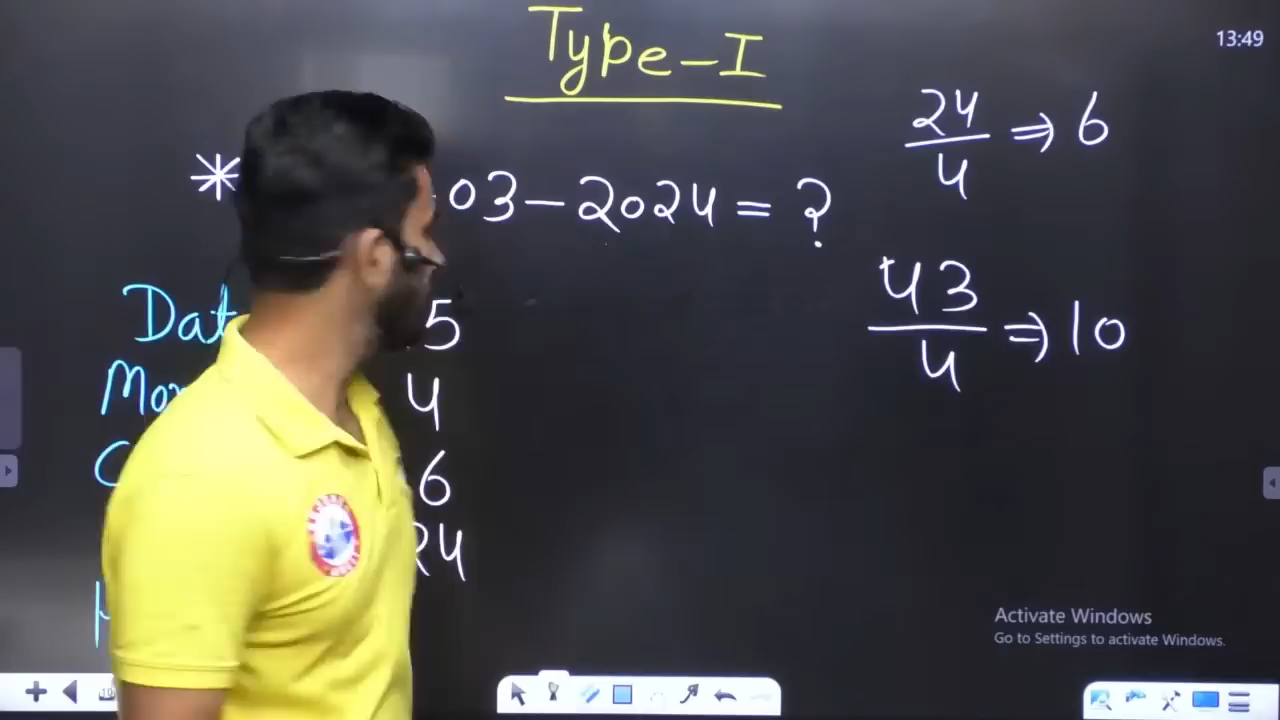 Type-I
13:49
24/4 ⇒ 6
* 03-2024 = ?
43/4 ⇒ 10
Dat 5
Mon 4
C 6
24
Activate Windows
Go to Settings to activate Windows.